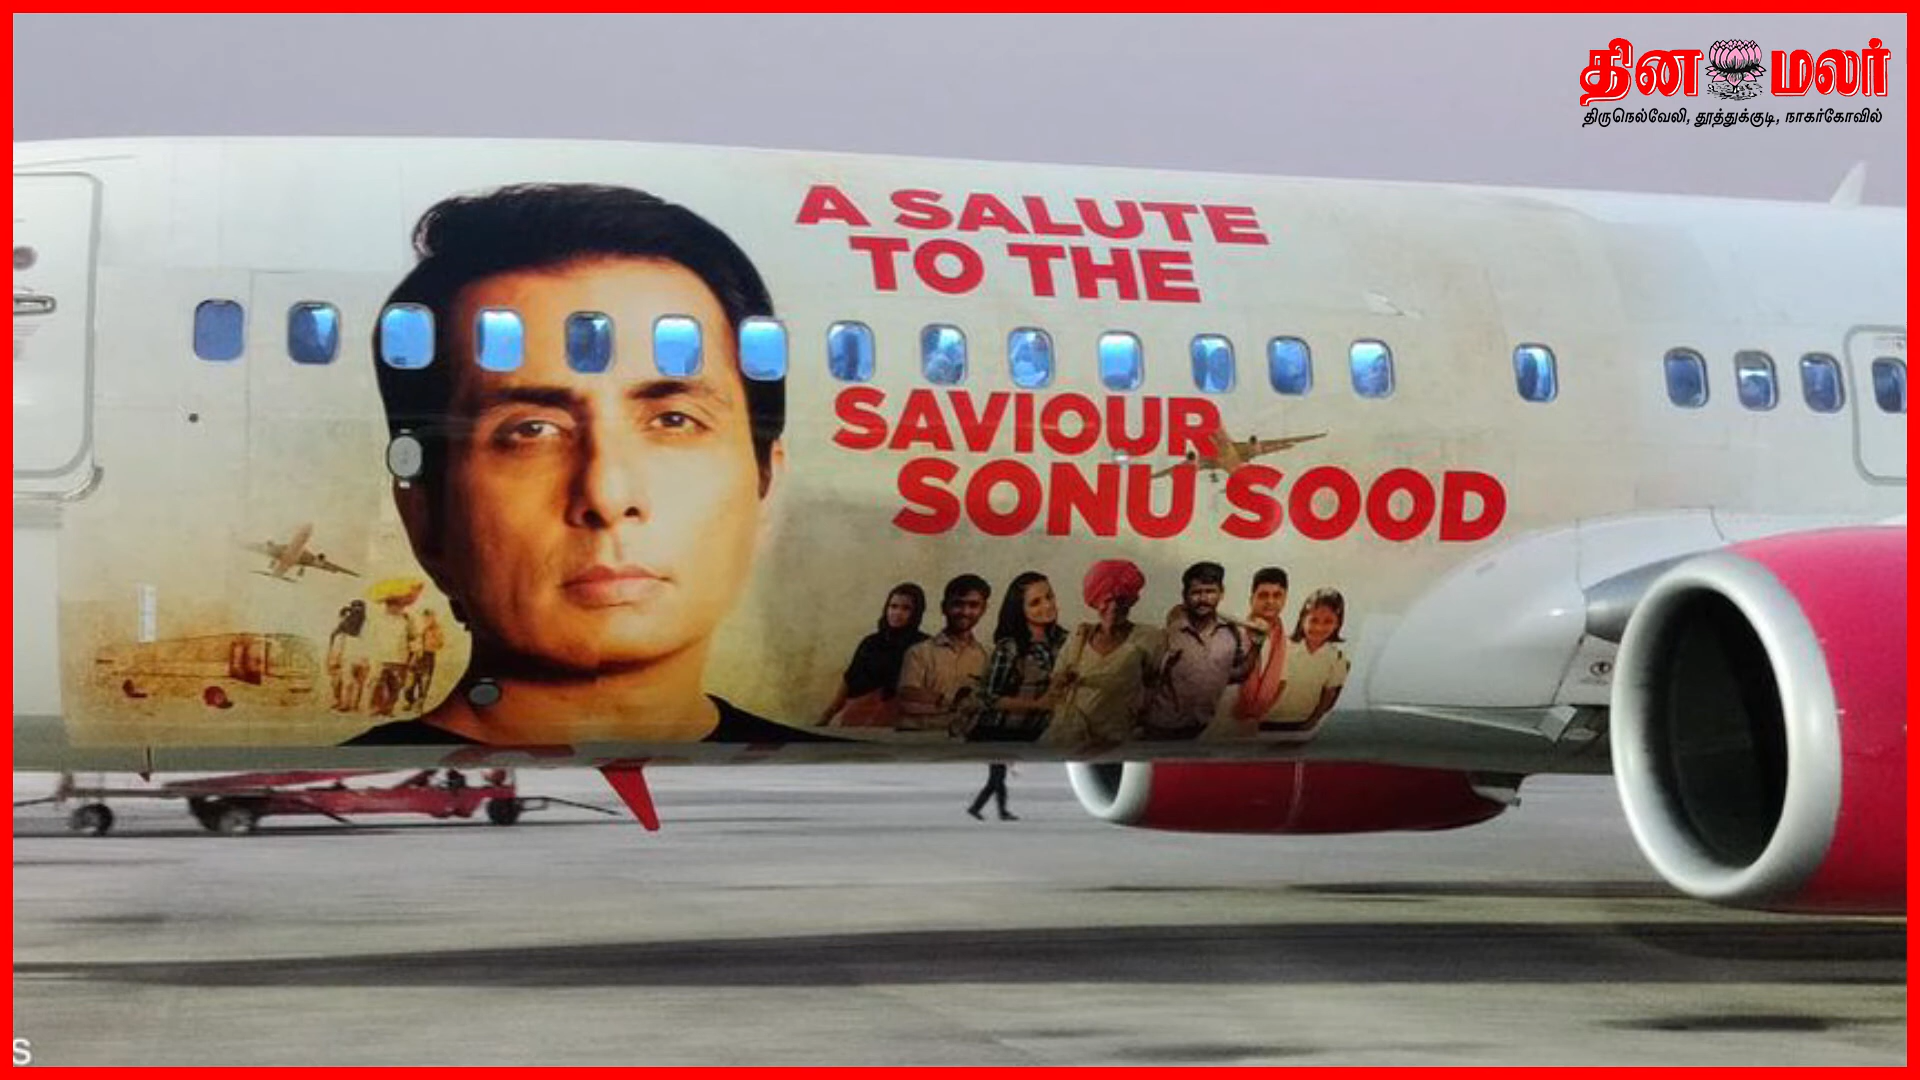 தினமலர்
திருநெல்வேலி, தூத்துக்குடி, நாகர்கோவில்
A SALUTE
TO THE
SAVIOUR
SONU SOOD
S